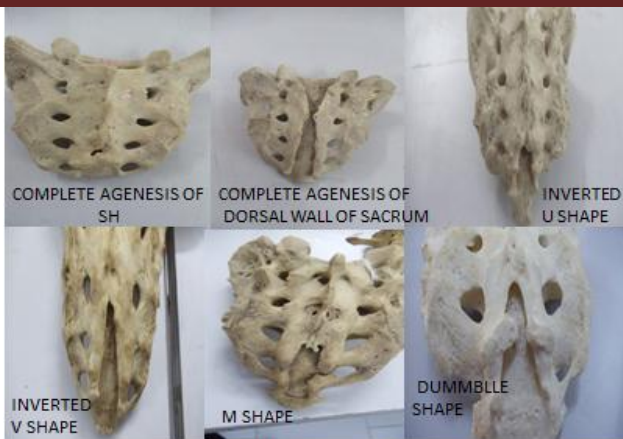 COMPLETE AGENESIS OF
SH
COMPLETE AGENESIS OF
DORSAL WALL OF SACRUM
INVERTED
U SHAPE
INVERTED
V SHAPE
M SHAPE
DUMMBLLE
SHAPE